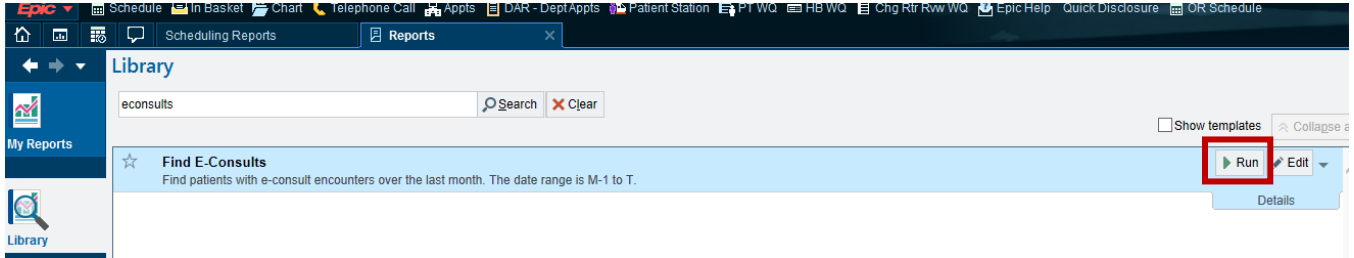 Epic Schedule In Basket Chart Telephone Call Appts DAR - Dept Appts Patient Station PT WQ HB WQ Chg Rtr Rvw WQ Epic Help Quick Disclosure OR Schedule
Scheduling Reports Reports
Library
econsults Search Clear
Show templates Collapse a
My Reports
Find E-Consults Run Edit
Find patients with e-consult encounters over the last month. The date range is M-1 to T.
Details
Library